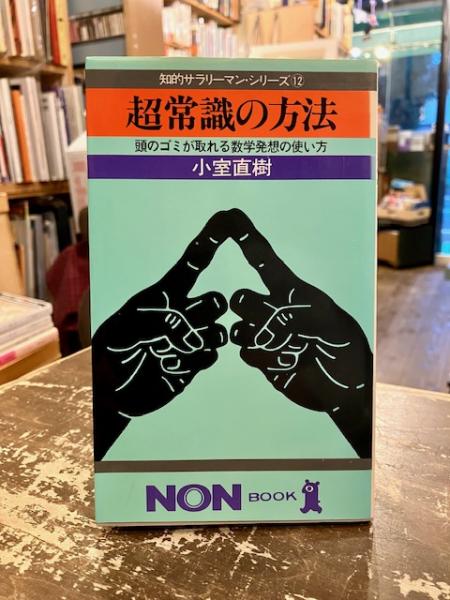 知的サラリーマン・シリーズ⑫
超常識の方法
頭のゴミが取れる数学発想の使い方
小室直樹
NON BOOK